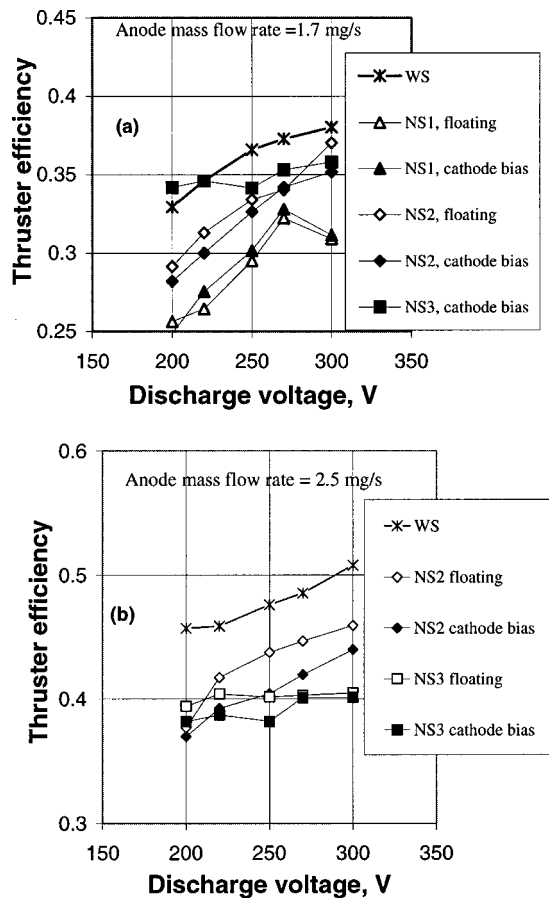 0.45
Anode mass flow rate =1.7 mg/s
WS
0.4
(a)
NS1, floating
NS1, cathode bias
0.35
NS2, floating
0.3
NS2, cathode bias
NS3, cathode bias
0.25
150 200 250 300 350
Thruster efficiency
Discharge voltage, V
0.6
Anode mass flow rate = 2.5 mg/s
WS
0.5
NS2 floating
(b)
NS2 cathode bias
0.4
NS3 floating
NS3 cathode bias
0.3
150 200 250 300 350
Thruster efficiency
Discharge voltage, V